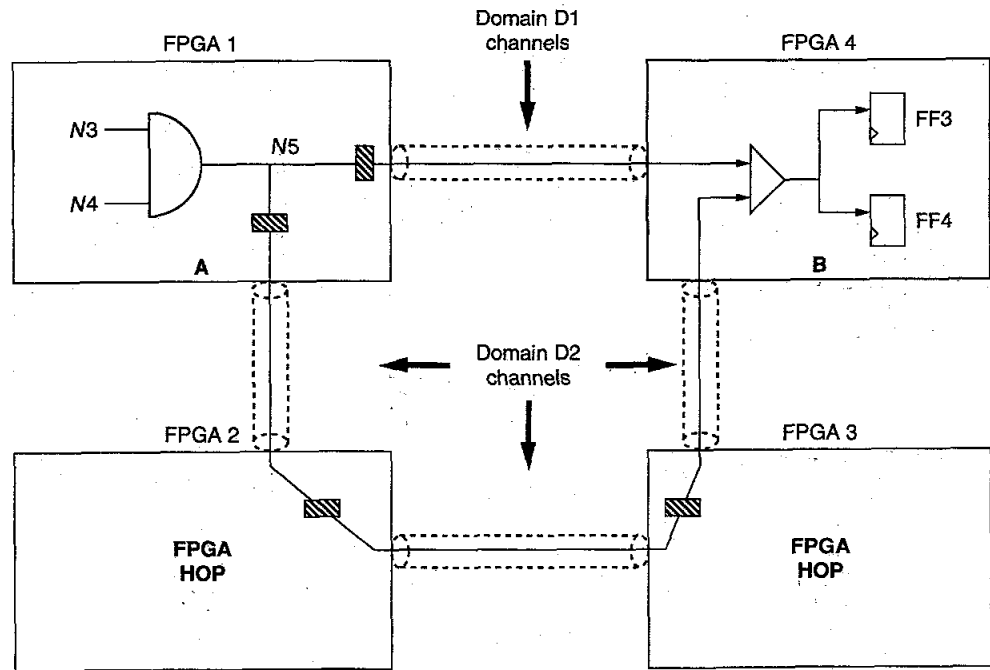 Domain D1
channels
FPGA 1
FPGA 4
N3
N4
N5
FF3
FF4
A
B
Domain D2
channels
FPGA 2
FPGA 3
FPGA
HOP
FPGA
HOP